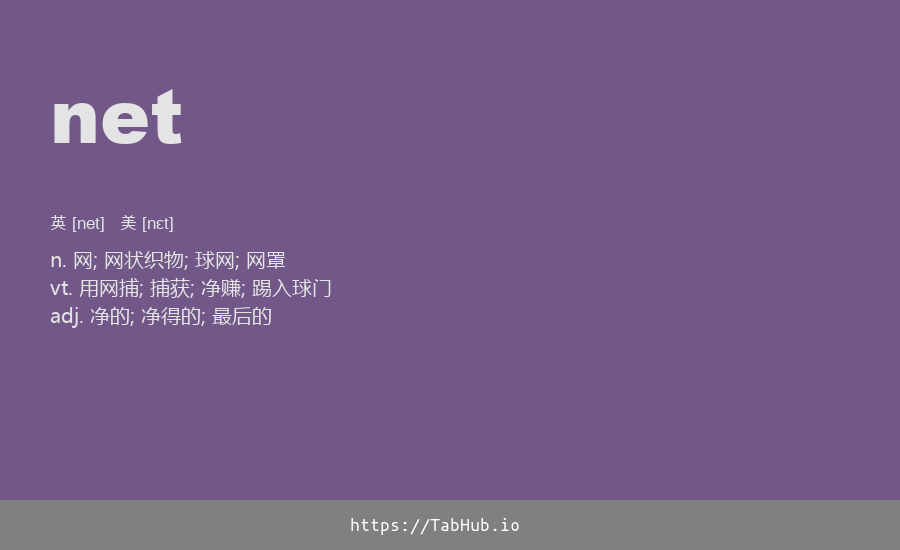 net
英 [net] 美 [nɛt]
n. 网; 网状织物; 球网; 网罩
vt. 用网捕; 捕获; 净赚; 踢入球门
adj. 净的; 净得的; 最后的
https://TabHub.io